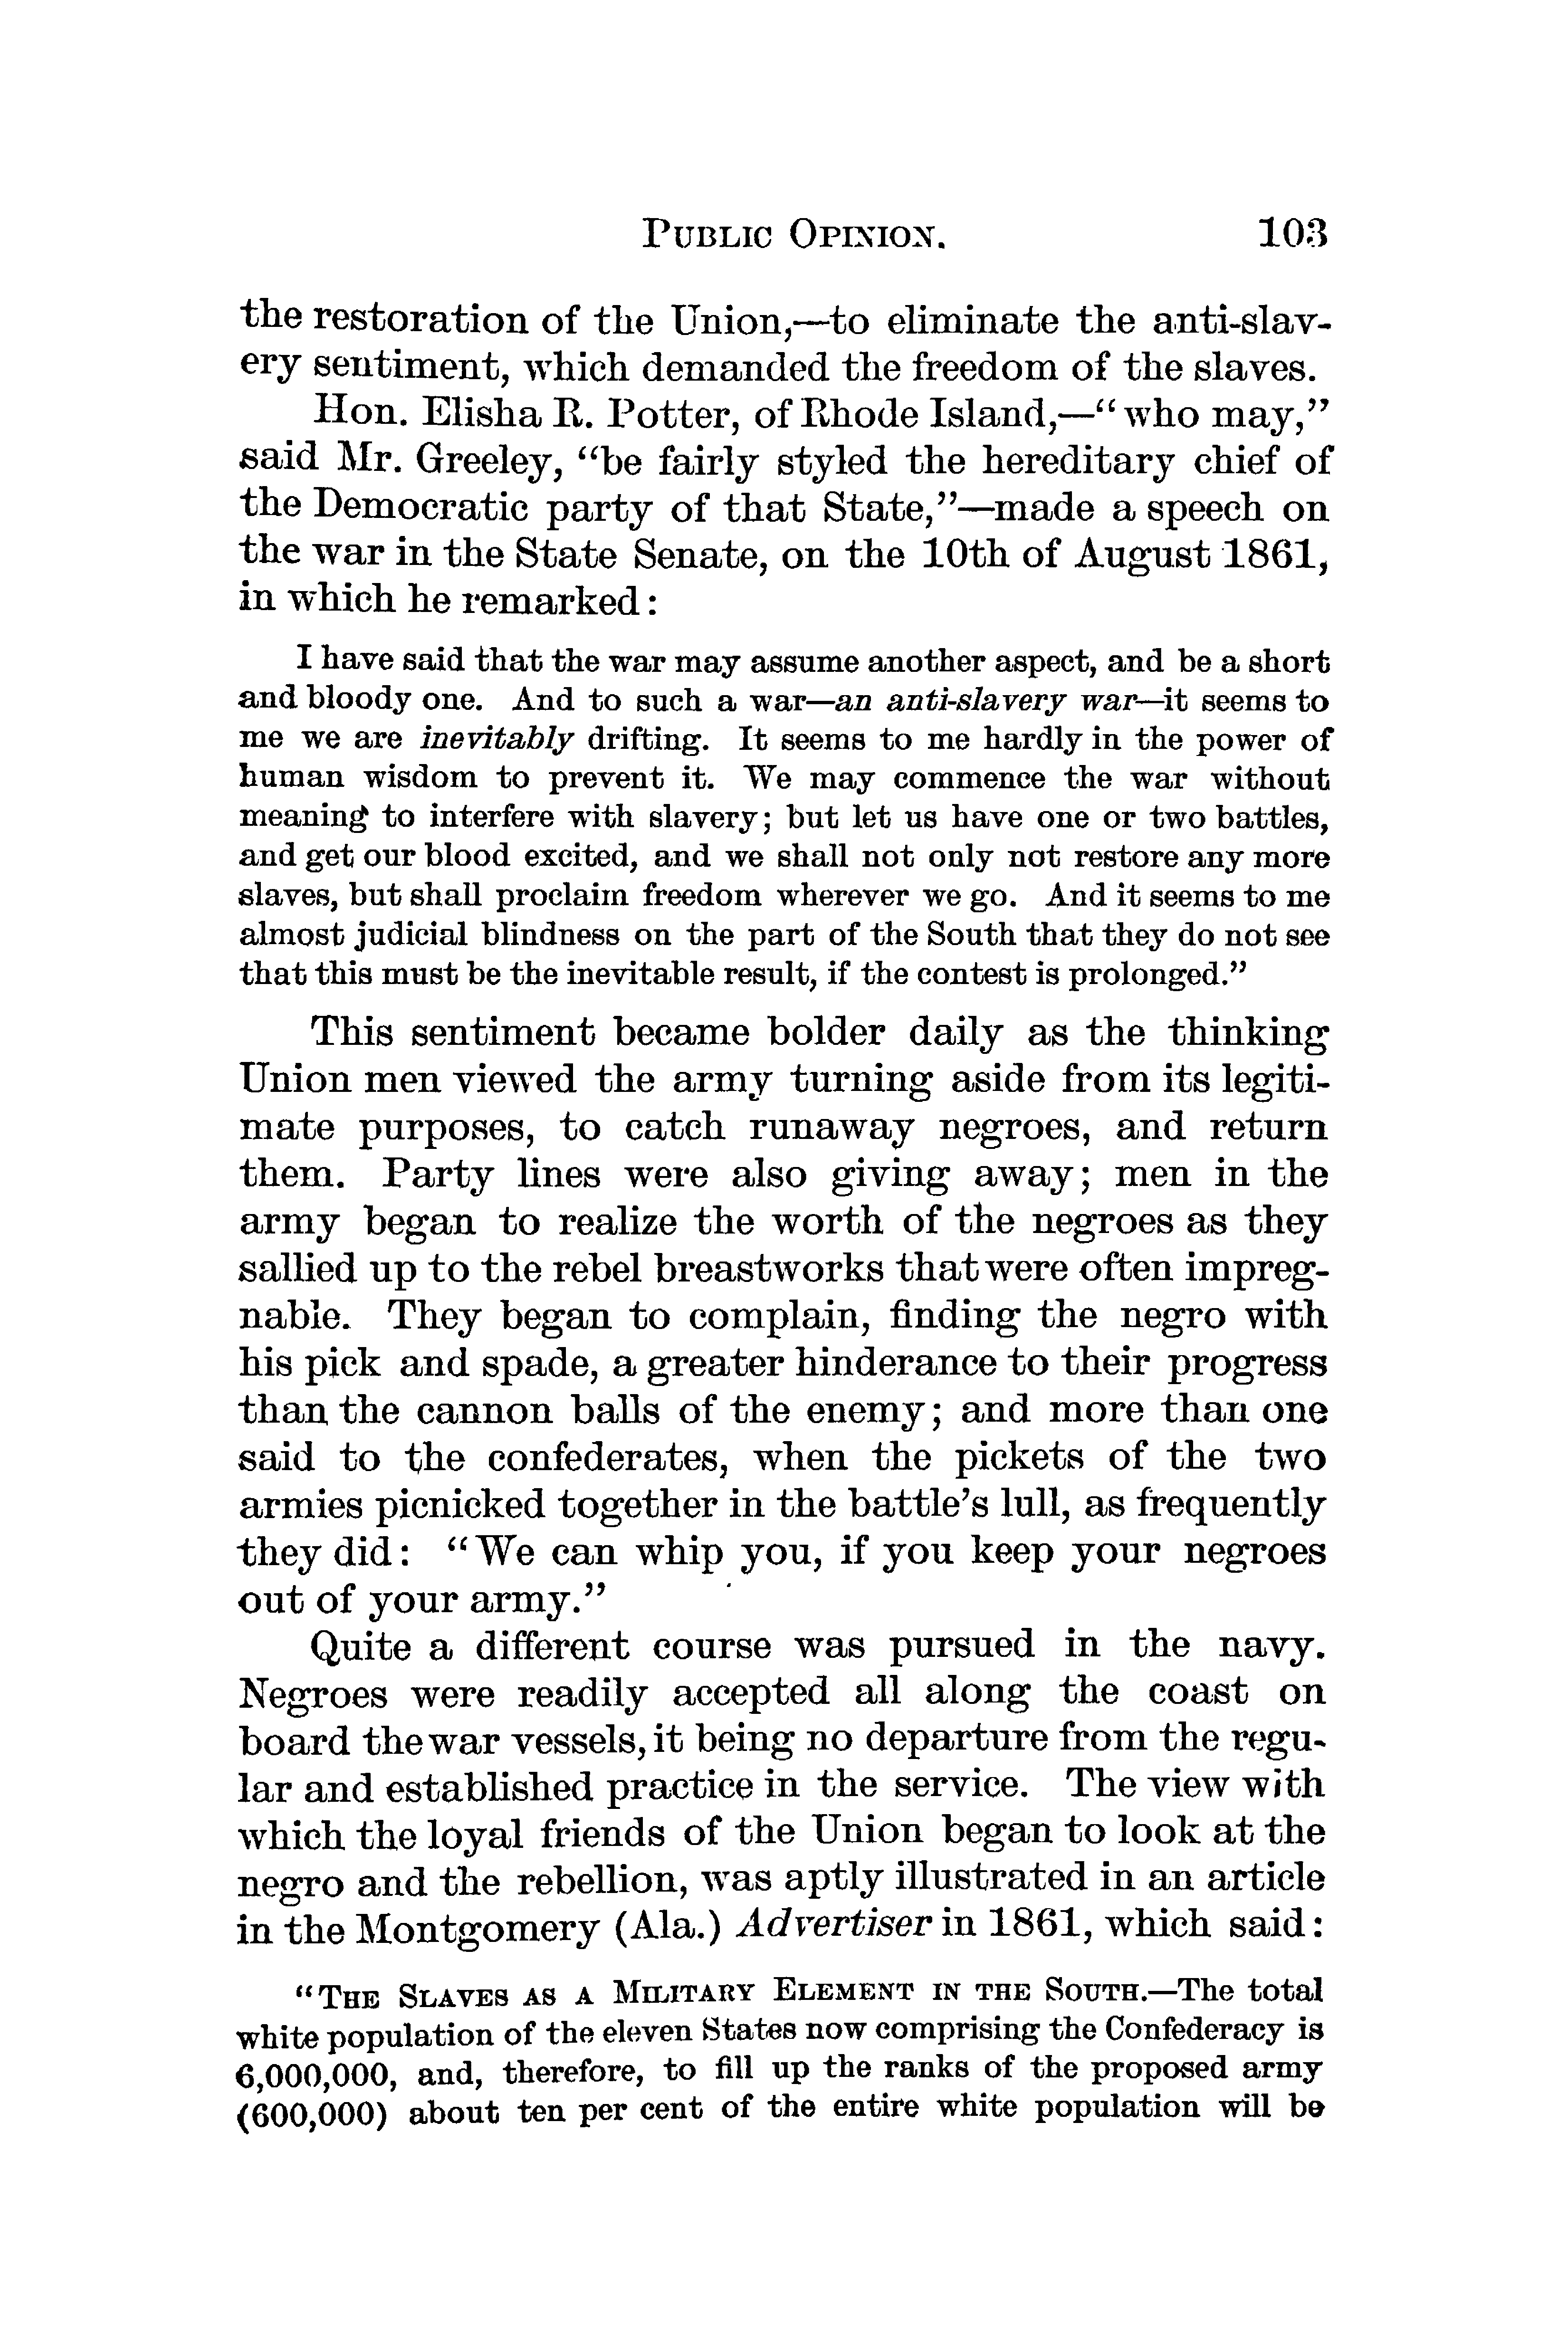 PUBLIC OPINION. 103
the restoration of the Union,—to eliminate the anti-slav-
ery sentiment, which demanded the freedom of the slaves.
Hon. Elisha R. Potter, of Rhode Island,—“who may,”
said Mr. Greeley, “be fairly styled the hereditary chief of
the Democratic party of that State,”—made a speech on
the war in the State Senate, on the 10th of August 1861,
in which he remarked:
I have said that the war may assume another aspect, and be a short
and bloody one. And to such a war—an anti-slavery war—it seems to
me we are inevitably drifting. It seems to me hardly in the power of
human wisdom to prevent it. We may commence the war without
meaning to interfere with slavery; but let us have one or two battles,
and get our blood excited, and we shall not only not restore any more
slaves, but shall proclaim freedom wherever we go. And it seems to me
almost judicial blindness on the part of the South that they do not see
that this must be the inevitable result, if the contest is prolonged.”
This sentiment became bolder daily as the thinking
Union men viewed the army turning aside from its legiti-
mate purposes, to catch runaway negroes, and return
them. Party lines were also giving away; men in the
army began to realize the worth of the negroes as they
sallied up to the rebel breastworks that were often impreg-
nable. They began to complain, finding the negro with
his pick and spade, a greater hinderance to their progress
than the cannon balls of the enemy; and more than one
said to the confederates, when the pickets of the two
armies picnicked together in the battle’s lull, as frequently
they did: “We can whip you, if you keep your negroes
out of your army.”
Quite a different course was pursued in the navy.
Negroes were readily accepted all along the coast on
board the war vessels, it being no departure from the regu-
lar and established practice in the service. The view with
which the loyal friends of the Union began to look at the
negro and the rebellion, was aptly illustrated in an article
in the Montgomery (Ala.) Advertiser in 1861, which said:
“THE SLAVES AS A MILITARY ELEMENT IN THE SOUTH.—The total
white population of the eleven States now comprising the Confederacy is
6,000,000, and, therefore, to fill up the ranks of the proposed army
(600,000) about ten per cent of the entire white population will be